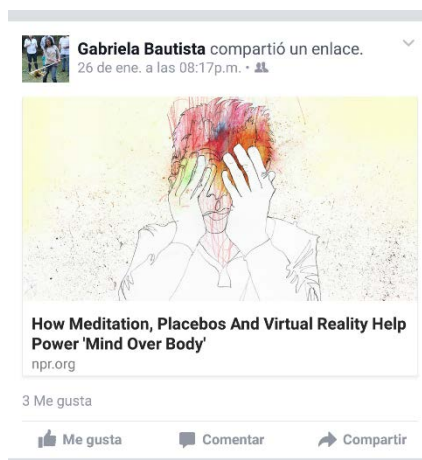 Gabriela Bautista compartió un enlace.
26 de ene. a las 08:17p.m. •
How Meditation, Placebos And Virtual Reality Help
Power 'Mind Over Body'
npr.org
3 Me gusta
Me gusta Comentar Compartir